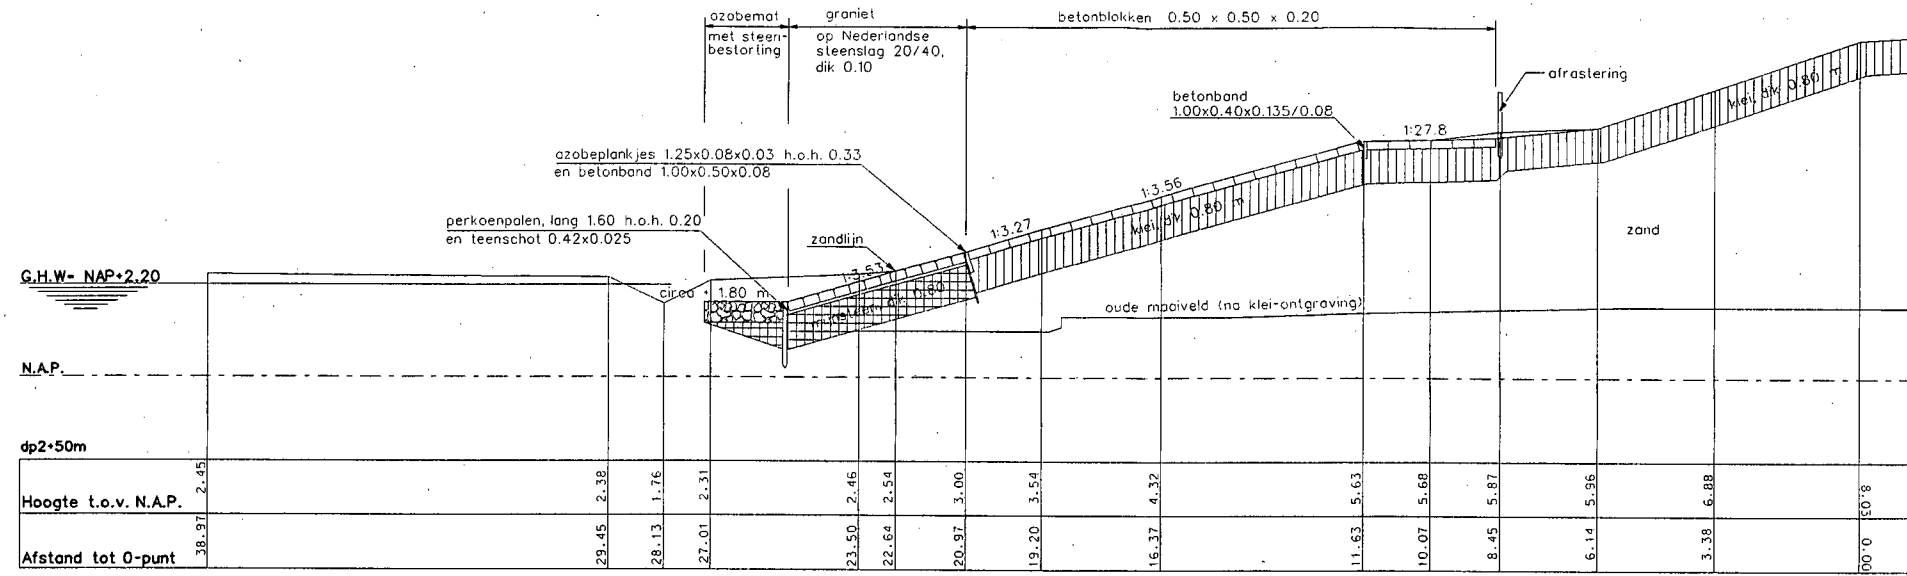 azobemat
met steen-
bestorting
graniet
op Nederlandse
steenslag 20/40,
dik 0.10
betonblokken 0.50 x 0.50 x 0.20
afrastering
klei, dik 0.80 m
betonband
1.00x0.40x0.135/0.08
1:27.8
azobeplankjes 1.25x0.08x0.03 h.o.h. 0.33
en betonband 1.00x0.50x0.08
1:3.56
klei, dik 0.80 m
perkoenpalen, lang 1.60 h.o.h. 0.20
en teenschot 0.42x0.025
1:3.27
zandlijn
zand
1:3.53
G.H.W= NAP+2.20
circa + 1.80 m
mijnsteen, dik 0.80
oude maaiveld (na klei-ontgraving)
N.A.P.
dp2+50m
Hoogte t.o.v. N.A.P. 2.45 2.38 1.76 2.31 2.46 2.54 3.00 3.54 4.32 5.63 5.68 5.87 5.96 6.88 8.03
Afstand tot 0-punt 38.97 29.45 28.13 27.01 23.50 22.64 20.97 19.20 16.37 11.63 10.07 8.45 6.14 3.38 0.00